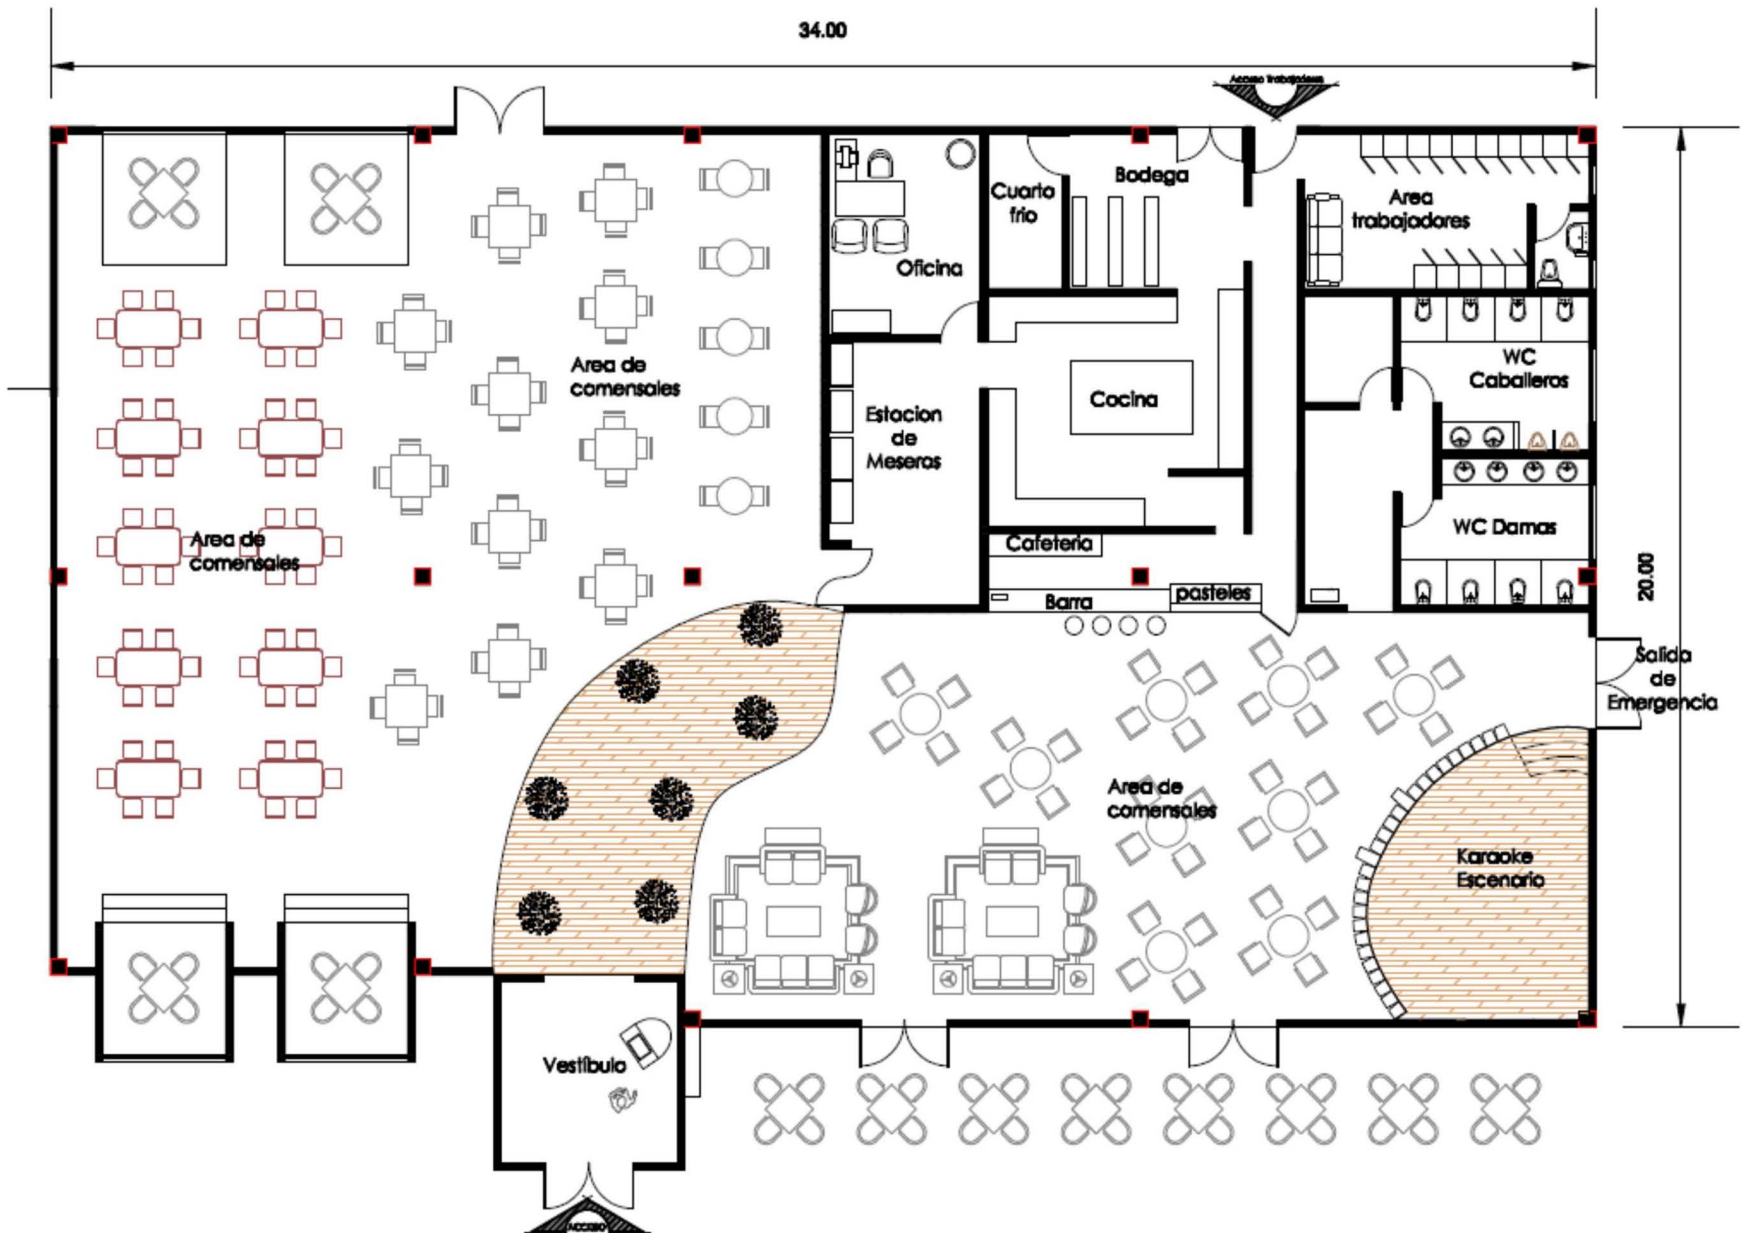 34.00
Acceso Trabajadores
Bodega
Cuarto
frio
Area
trabajadores
Oficina
WC
Caballeros
Area de
comensales
Cocina
Estacion
de
Meseros
WC Damas
Area de
comensales
Cafeteria
20.00
pasteles
Barra
Salida
de
Emergencia
Area de
comensales
Karaoke
Escenario
Vestíbulo
ACCESO